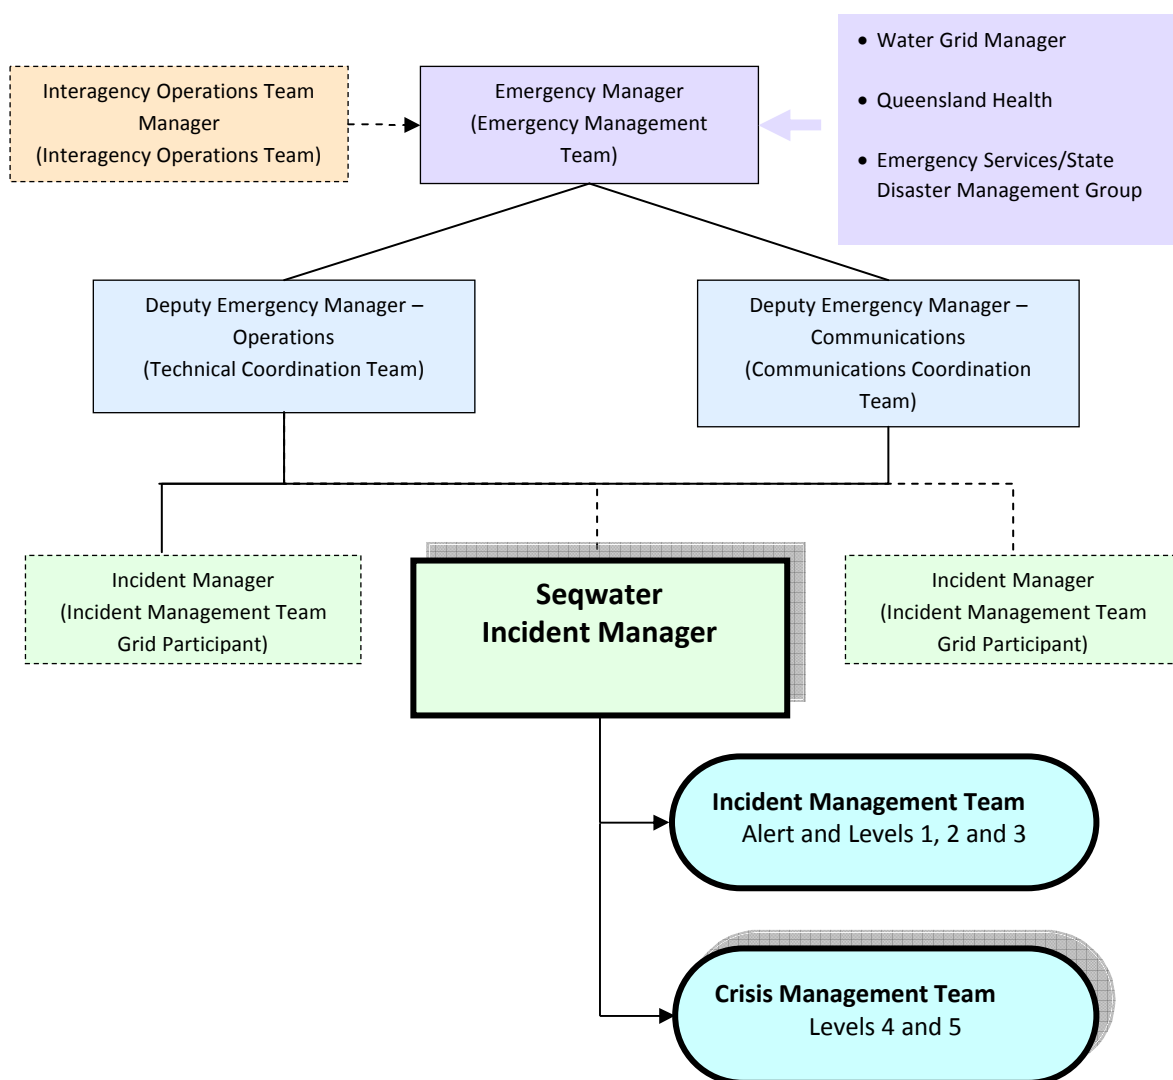 Interagency Operations Team
Manager
(Interagency Operations Team)
Emergency Manager
(Emergency Management
Team)
• Water Grid Manager
• Queensland Health
• Emergency Services/State
Disaster Management Group
Deputy Emergency Manager –
Operations
(Technical Coordination Team)
Deputy Emergency Manager –
Communications
(Communications Coordination
Team)
Incident Manager
(Incident Management Team
Grid Participant)
Seqwater
Incident Manager
Incident Manager
(Incident Management Team
Grid Participant)
Incident Management Team
Alert and Levels 1, 2 and 3
Crisis Management Team
Levels 4 and 5